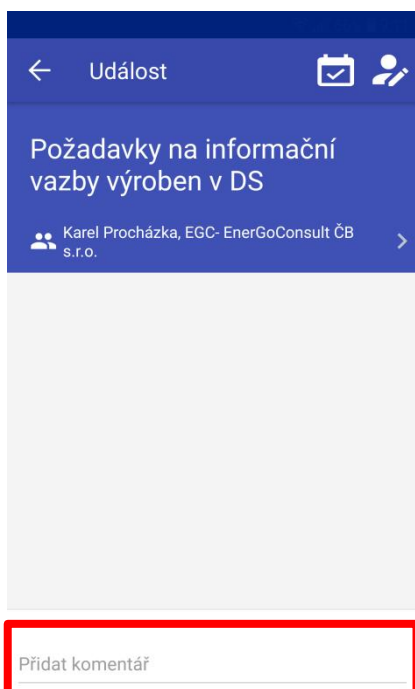 Událost
Požadavky na informační
vazby výroben v DS
Karel Procházka, EGC- EnerGoConsult ČB
s.r.o.
Přidat komentář